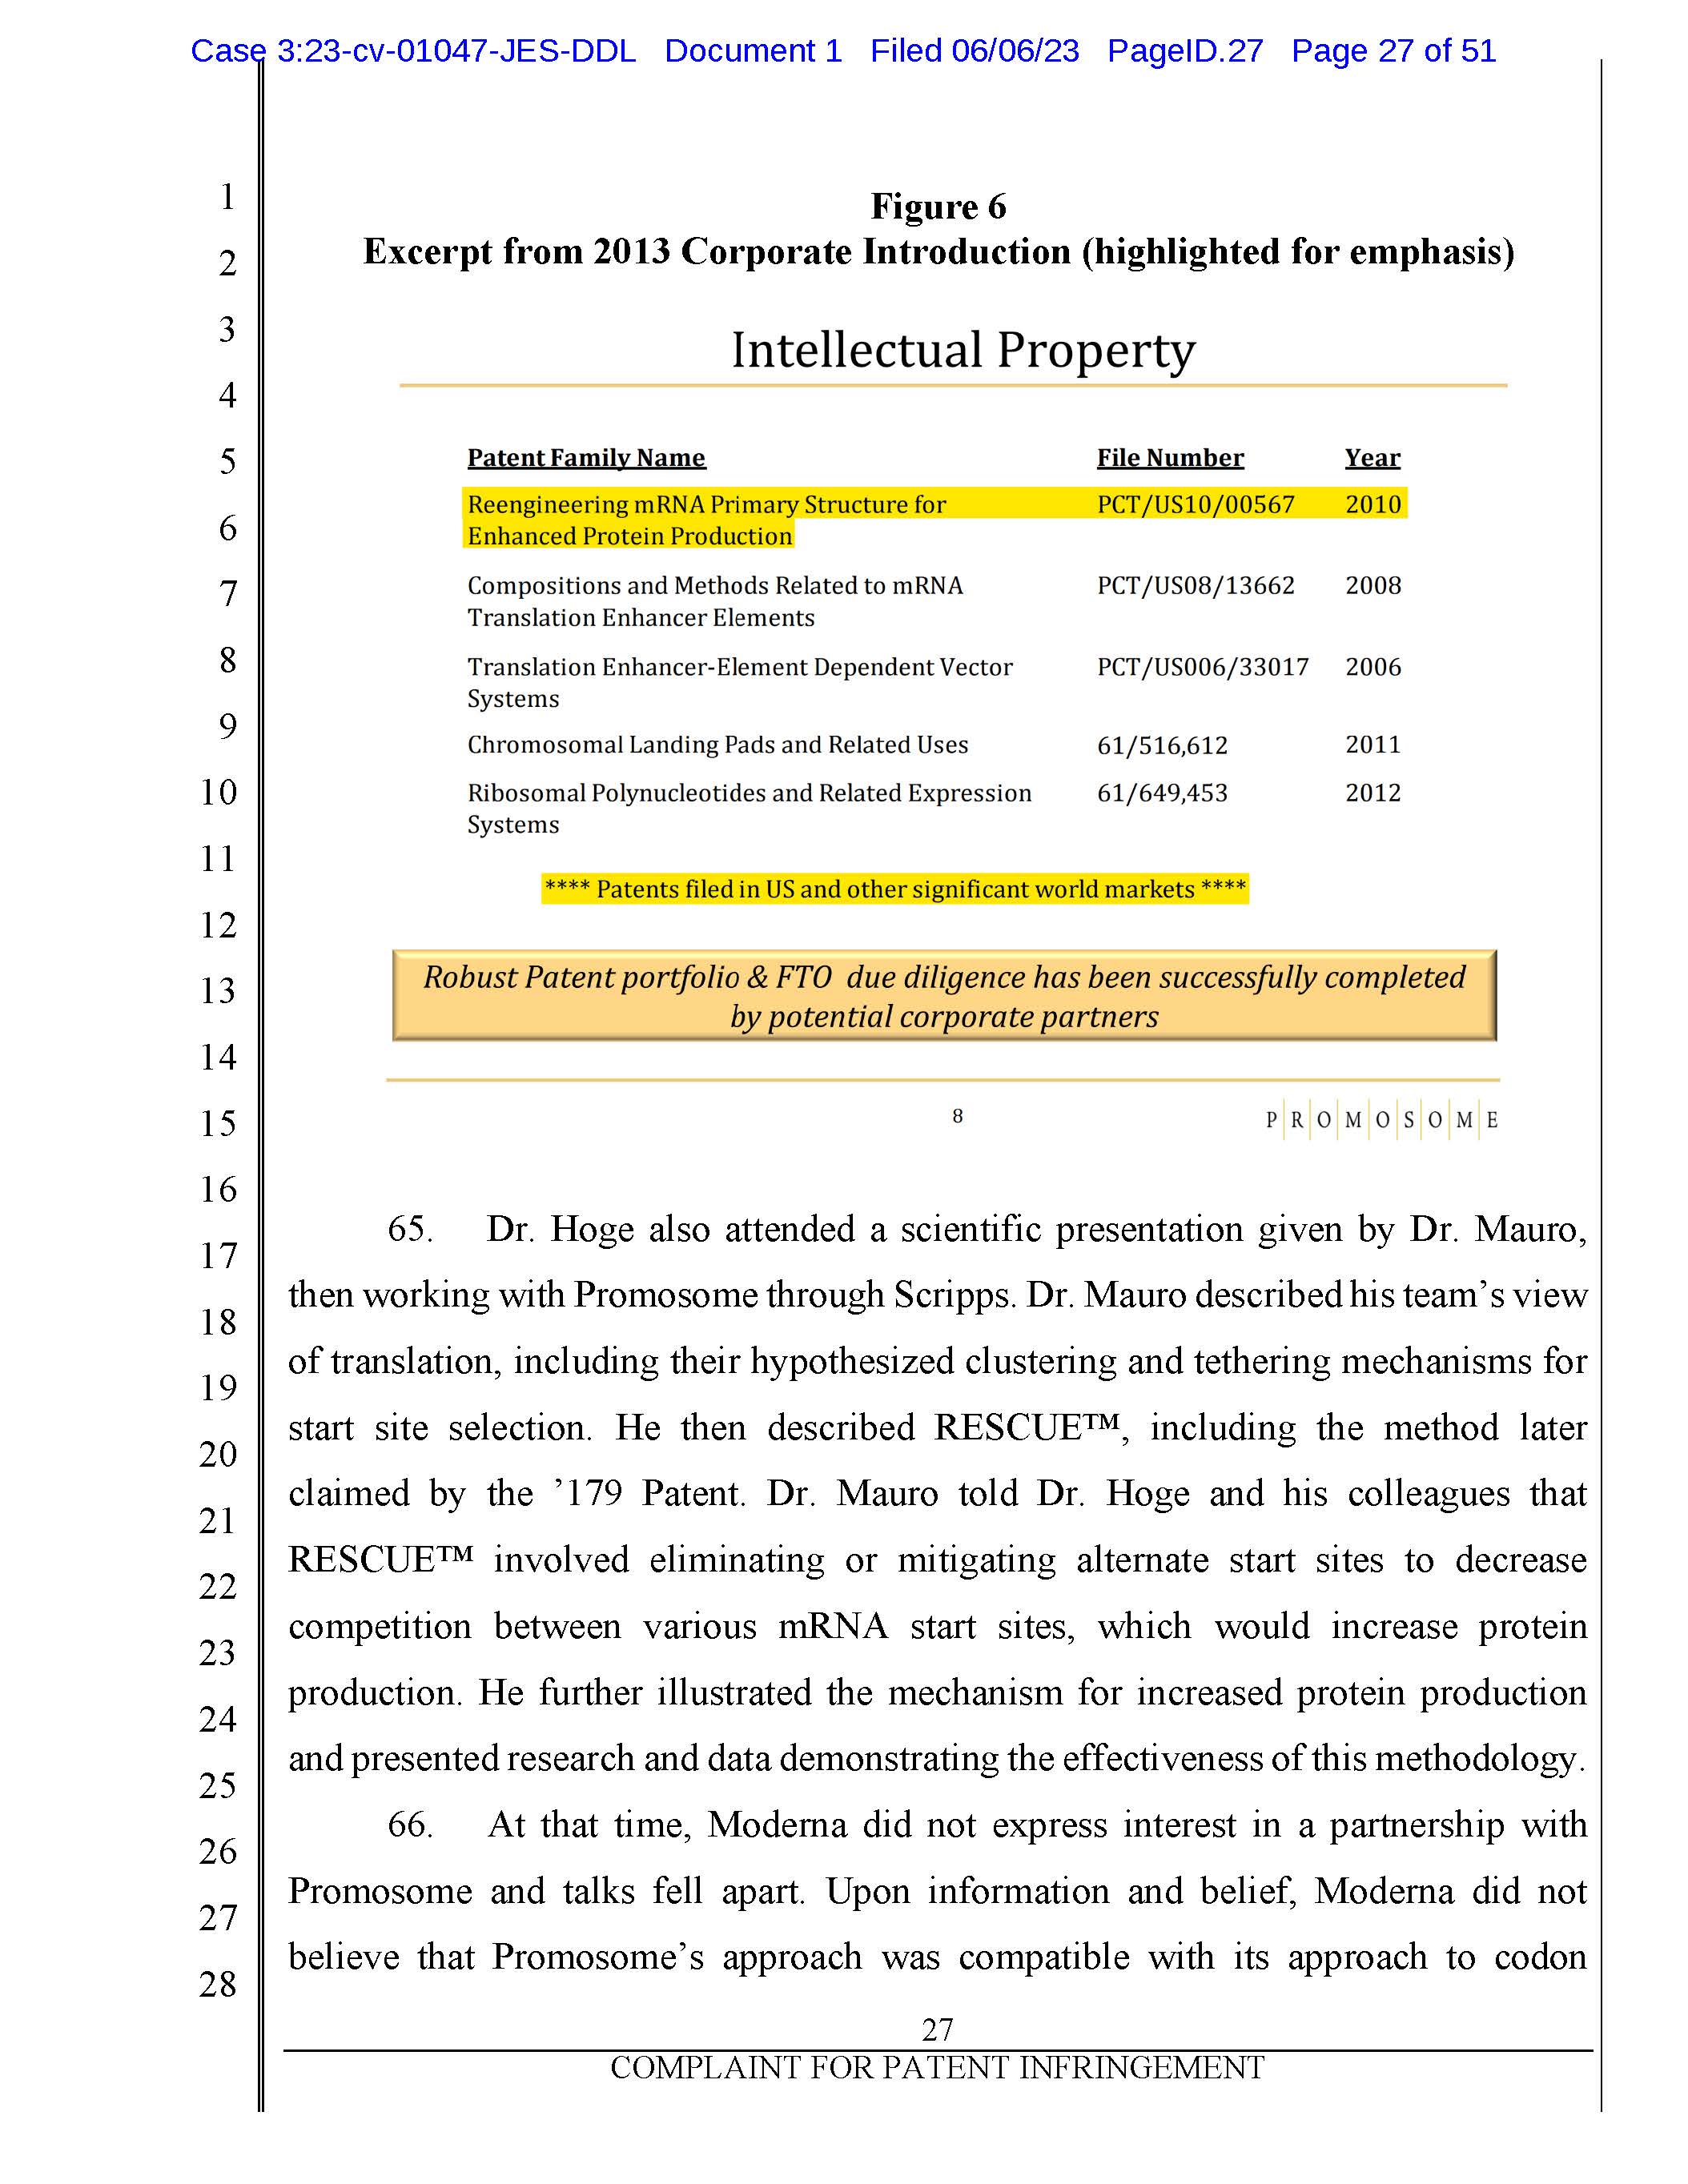 Case 3:23-cv-01047-JES-DDL Document 1 Filed 06/06/23 PageID.27 Page 27 of 51
1
2
3
4
5
6
7
8
9
10
11
12
13
14
15
16
17
18
19
20
21
22
23
24
25
26
27
28
Figure 6
Excerpt from 2013 Corporate Introduction (highlighted for emphasis)
Intellectual Property
Patent Family Name File Number Year
Reengineering mRNA Primary Structure for PCT/US10/00567 2010
Enhanced Protein Production
Compositions and Methods Related to mRNA PCT/US08/13662 2008
Translation Enhancer Elements
Translation Enhancer-Element Dependent Vector PCT/US006/33017 2006
Systems
Chromosomal Landing Pads and Related Uses 61/516,612 2011
Ribosomal Polynucleotides and Related Expression 61/649,453 2012
Systems
**** Patents filed in US and other significant world markets ****
Robust Patent portfolio & FTO due diligence has been successfully completed
by potential corporate partners
8 PROMOSOME
65. Dr. Hoge also attended a scientific presentation given by Dr. Mauro,
then working with Promosome through Scripps. Dr. Mauro described his team’s view
of translation, including their hypothesized clustering and tethering mechanisms for
start site selection. He then described RESCUE™, including the method later
claimed by the ’179 Patent. Dr. Mauro told Dr. Hoge and his colleagues that
RESCUE™ involved eliminating or mitigating alternate start sites to decrease
competition between various mRNA start sites, which would increase protein
production. He further illustrated the mechanism for increased protein production
and presented research and data demonstrating the effectiveness of this methodology.
66. At that time, Moderna did not express interest in a partnership with
Promosome and talks fell apart. Upon information and belief, Moderna did not
believe that Promosome’s approach was compatible with its approach to codon
27
COMPLAINT FOR PATENT INFRINGEMENT